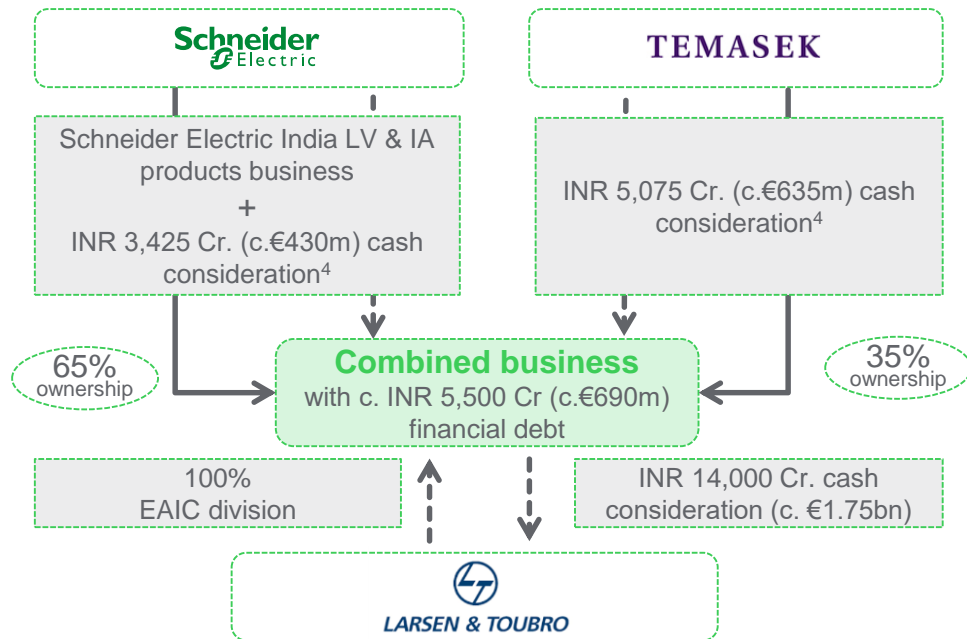 Schneider
Electric
TEMASEK
Schneider Electric India LV & IA
products business
+
INR 3,425 Cr. (c.€430m) cash
consideration⁴
INR 5,075 Cr. (c.€635m) cash
consideration⁴
65%
ownership
Combined business
with c. INR 5,500 Cr (c.€690m)
financial debt
35%
ownership
100%
EAIC division
INR 14,000 Cr. cash
consideration (c. €1.75bn)
LARSEN & TOUBRO